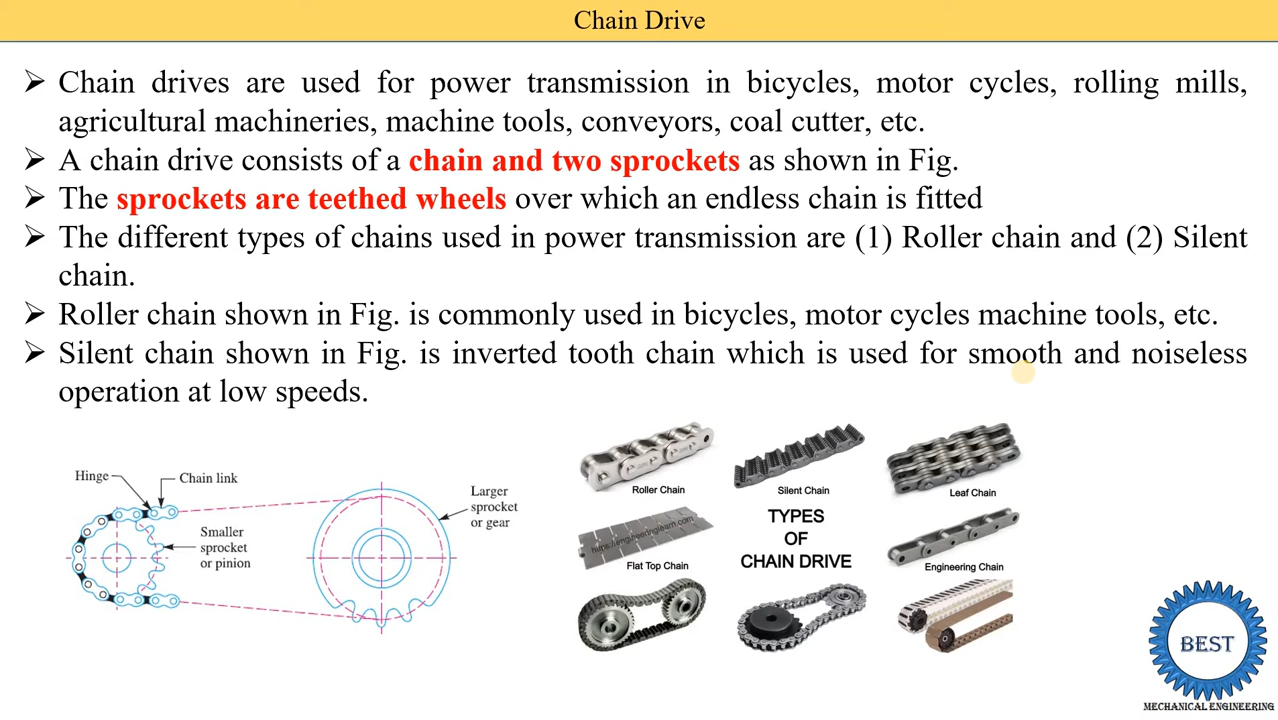 Chain Drive
➢ Chain drives are used for power transmission in bicycles, motor cycles, rolling mills,
agricultural machineries, machine tools, conveyors, coal cutter, etc.
➢ A chain drive consists of a chain and two sprockets as shown in Fig.
➢ The sprockets are teethed wheels over which an endless chain is fitted
➢ The different types of chains used in power transmission are (1) Roller chain and (2) Silent
chain.
➢ Roller chain shown in Fig. is commonly used in bicycles, motor cycles machine tools, etc.
➢ Silent chain shown in Fig. is inverted tooth chain which is used for smooth and noiseless
operation at low speeds.
Hinge
Chain link
Smaller
sprocket
or pinion
Larger
sprocket
or gear
Roller Chain
Silent Chain
Leaf Chain
https://engineeringlearn.com
Flat Top Chain
TYPES
OF
CHAIN DRIVE
Engineering Chain
BEST
MECHANICAL ENGINEERING